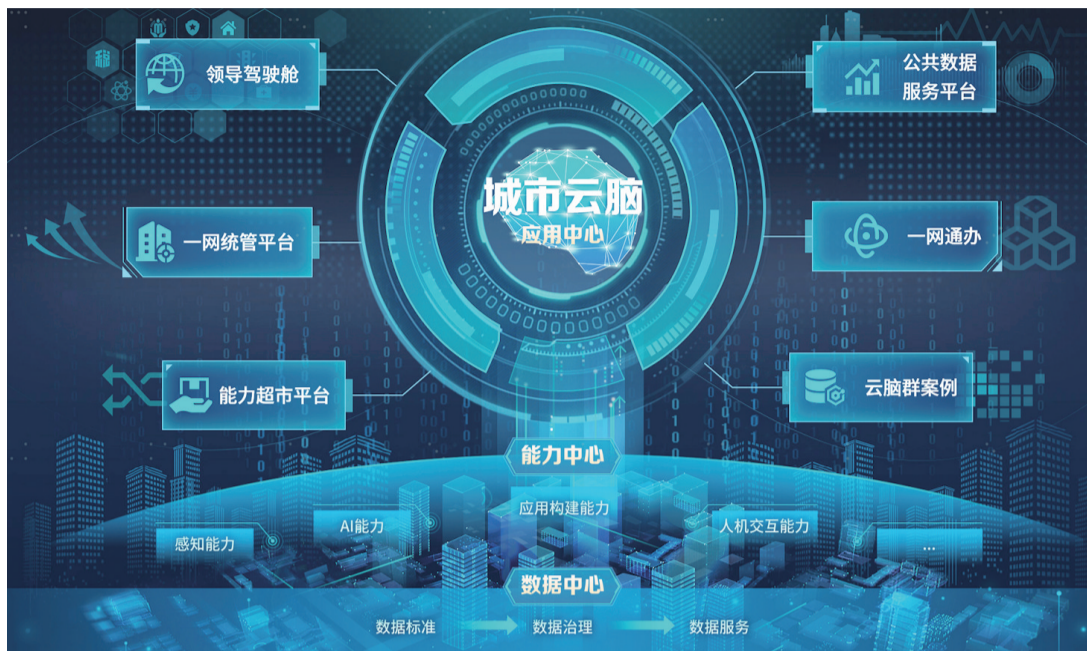 领导驾驶舱
公共数据
服务平台
城市云脑
应用中心
一网统管平台
一网通办
能力超市平台
云脑群案例
能力中心
应用构建能力
AI能力
人机交互能力
感知能力
...
数据中心
数据标准
数据治理
数据服务